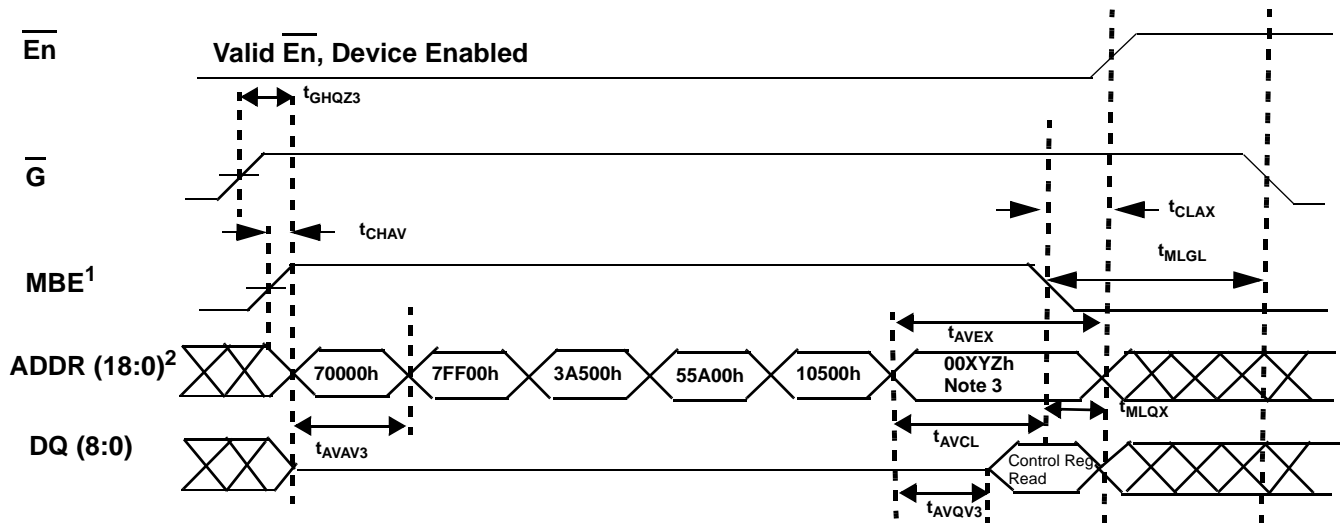 En
Valid En, Device Enabled
tGHQZ3
G
tCHAV
tCLAX
tMLGL
MBE1
tAVEX
ADDR (18:0)2
70000h
7FF00h
3A500h
55A00h
10500h
00XYZh
Note 3
tMLQX
tAVAV3
tAVCL
DQ (8:0)
Control Reg
Read
tAVQV3